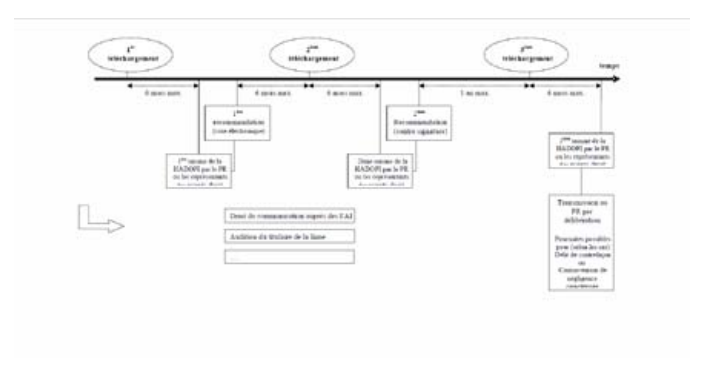 1er
téléchargement
2ème
téléchargement
3ème
téléchargement
temps
6 mois max.
6 mois max.
6 mois max.
1 an max.
6 mois max.
1ère
recommandation
(voie électronique)
2ème
Recommandation
(contre signature)
1ère saisine de la
HADOPI par le PR
ou les représentants
2ème saisine de la
HADOPI par le PR
ou les représentants
3ème saisine de la
HADOPI par le PR
ou les représentants
Droit de communication auprès des FAI
Audition du titulaire de la ligne
Transmission au
PR par
délibération
Poursuites possibles
pour (selon les cas)
Délit de contrefaçon
ou
Contravention de
négligence